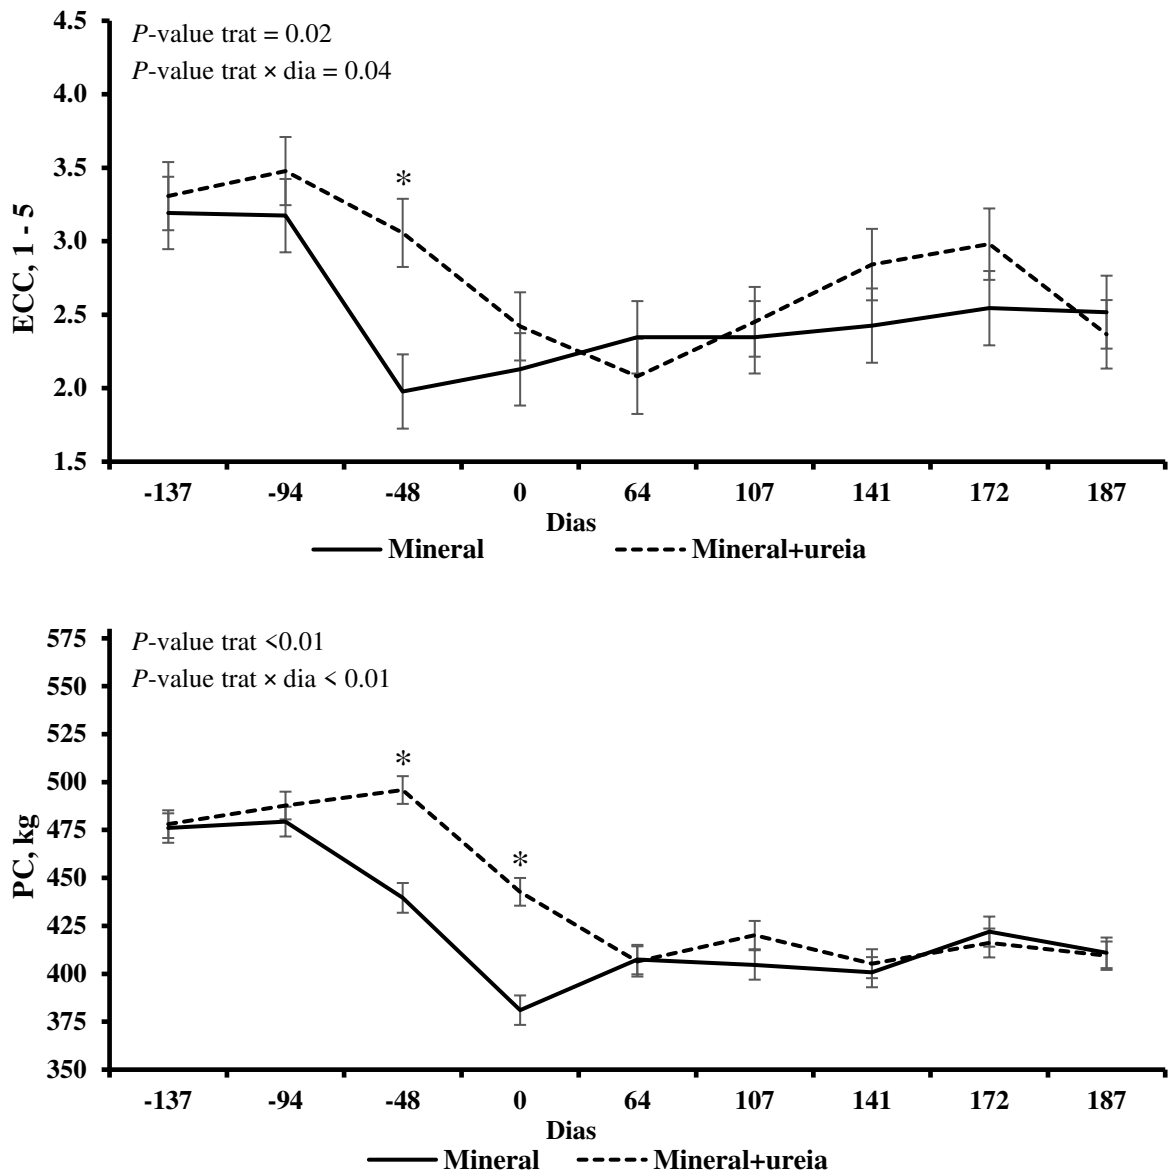 4.5
P-value trat = 0.02
P-value trat × dia = 0.04
4.0
3.5
*
3.0
ECC, 1 - 5
2.5
2.0
1.5
-137 -94 -48 0 64 107 141 172 187
Dias
Mineral Mineral+ureia
575
P-value trat <0.01
P-value trat × dia < 0.01
550
525
*
500
475
PC, kg
*
450
425
400
375
350
-137 -94 -48 0 64 107 141 172 187
Dias
Mineral Mineral+ureia